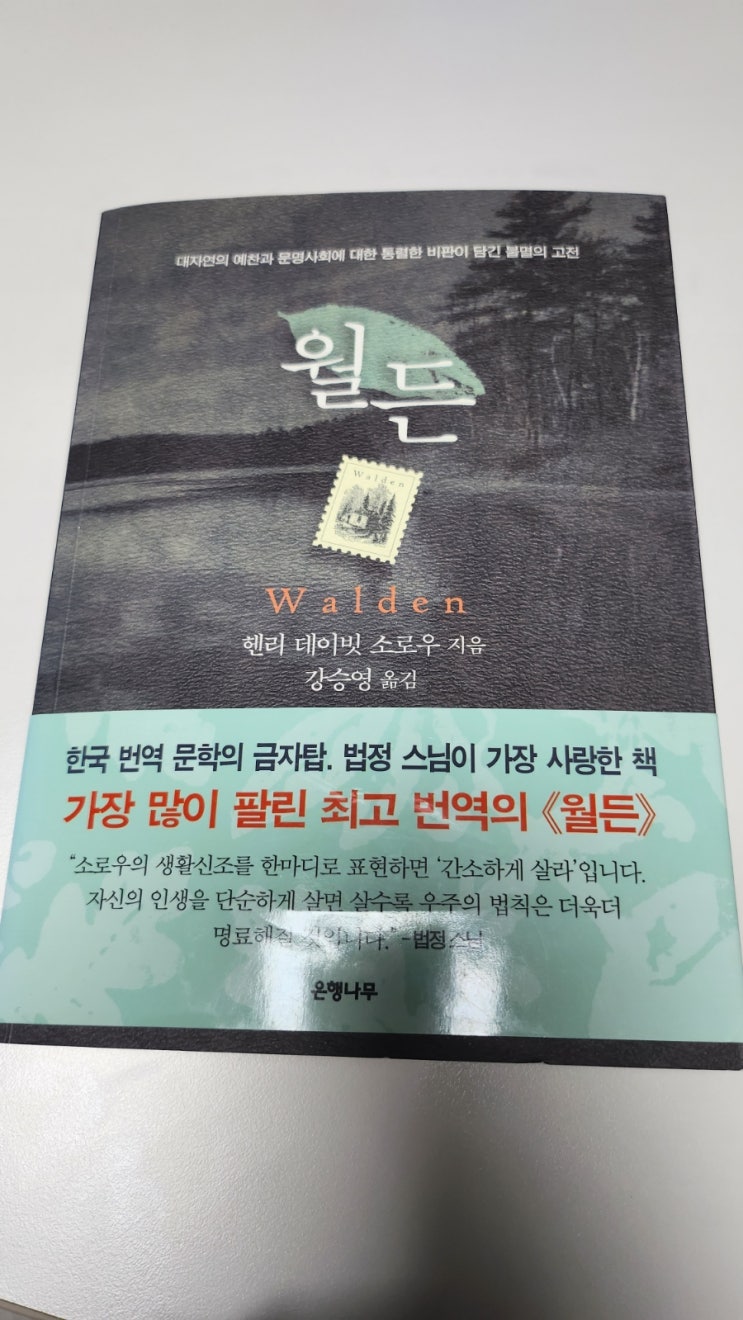 대자연의 예찬과 문명사회에 대한 통렬한 비판이 담긴 불멸의 고전
월든
Walden
Walden
헨리 데이빗 소로우 지음
강승영 옮김
한국 번역 문학의 금자탑. 법정 스님이 가장 사랑한 책
가장 많이 팔린 최고 번역의 《월든》
“소로우의 생활신조를 한마디로 표현하면 ‘간소하게 살라’입니다.
자신의 인생을 단순하게 살면 살수록 우주의 법칙은 더욱더
명료해질 것입니다.” - 법정 스님
은행나무